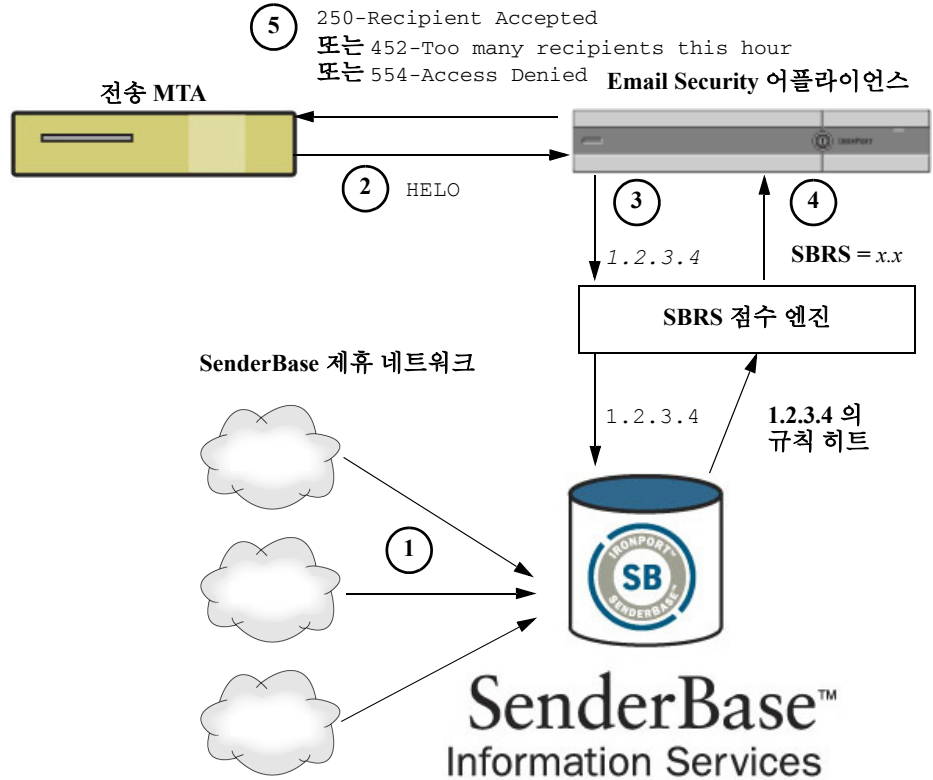 5
250-Recipient Accepted
또는 452-Too many recipients this hour
또는 554-Access Denied
전송 MTA
Email Security 어플라이언스
IRONPORT
2
HELO
3
4
1.2.3.4
SBRS = x.x
SBRS 점수 엔진
SenderBase 제휴 네트워크
1.2.3.4
1.2.3.4 의
규칙 히트
1
IRONPORT™
SB
SENDERBASE™
SenderBase™
Information Services